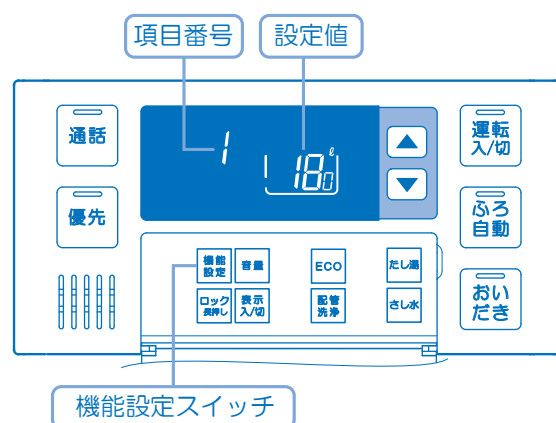 項目番号
設定値
通話
優先
1
180
ℓ
運転
入/切
ふろ
自動
おい
だき
機能
設定
音量
ECO
たし湯
ロック
長押し
表示
入/切
配管
洗浄
さし水
機能設定スイッチ